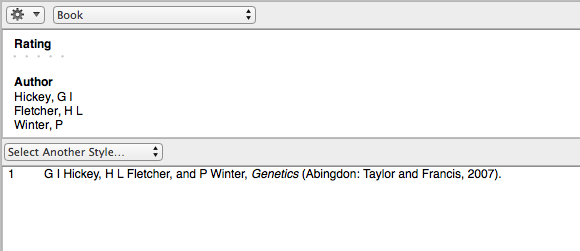 Book
Rating
Author
Hickey, G I
Fletcher, H L
Winter, P
Select Another Style...
1 G I Hickey, H L Fletcher, and P Winter, Genetics (Abingdon: Taylor and Francis, 2007).